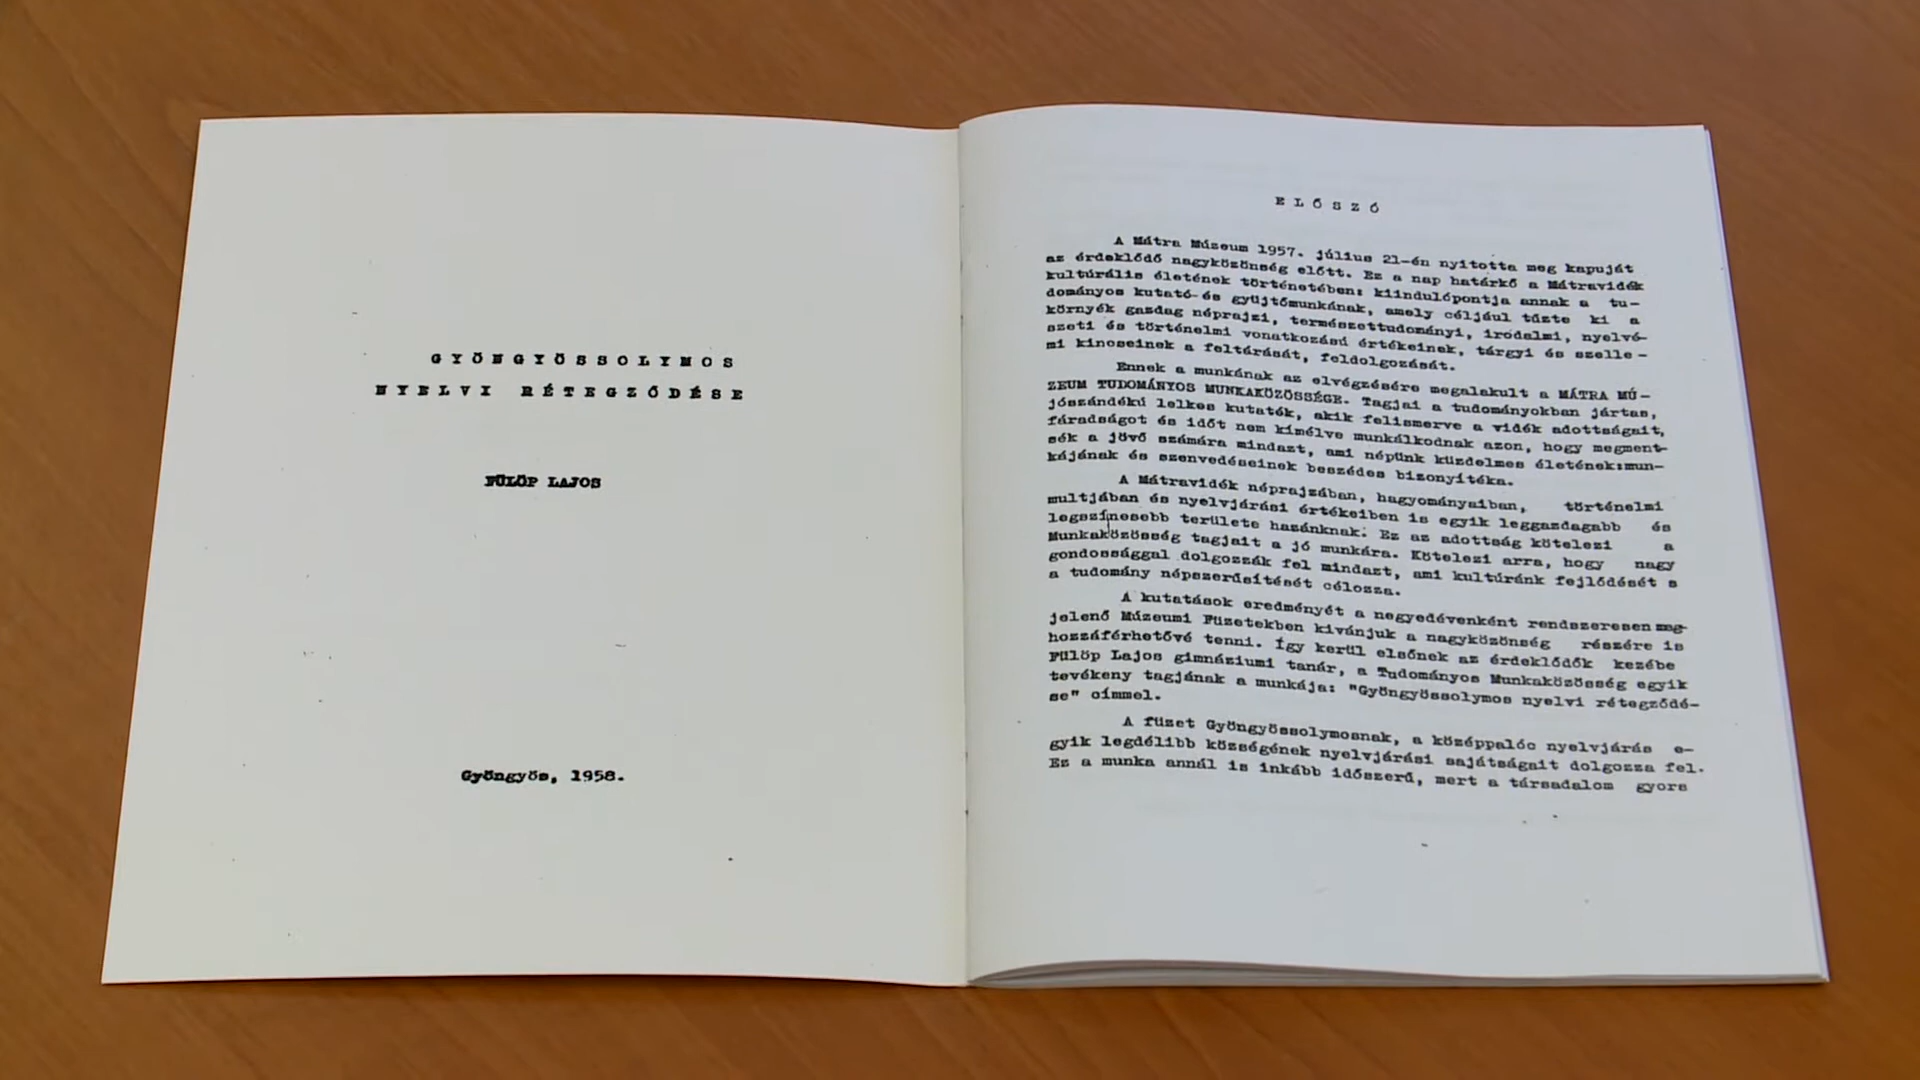 GYÖNGYÖSSOLYMOS
NYELVI RÉTEGZŐDÉSE
FÜLÖP LAJOS
Gyöngyös, 1958.
ELŐSZÓ
A Mátra Múzeum 1957. július 21-én nyitotta meg kapuját
az érdeklődő nagyközönség előtt. Ez a nap határkő a Mátravidék
kultúrális életének történetében: kiindulópontja annak a tu-
dományos kutató-és gyüjtőmunkának, amely céljául tűzte ki a
környék gazdag néprajzi, természettudományi, irodalmi, nyelvé-
szeti és történelmi vonatkozású értékeinek, tárgyi és szelle-
mi kincseinek a feltárását, feldolgozását.
Ennek a munkának az elvégzésére megalakult a MÁTRA MÚ-
ZEUM TUDOMÁNYOS MUNKAKÖZÖSSÉGE. Tagjai a tudományokban jártas,
jószándékú lelkes kutatók, akik felismerve a vidék adottságait,
fáradságot és időt nem kimélve munkálkodnak azon, hogy megment-
sék a jövő számára mindazt, ami népünk küzdelmes életének:mun-
kájának és szenvedéseinek beszédes bizonyítéka.
A Mátravidék néprajzában, hagyományaiban, történelmi
multjában és nyelvjárási értékeiben is egyik leggazdagabb és
legszínesebb területe hazánknak. Ez az adottság kötelezi a
Munkaközösség tagjait a jó munkára. Kötelezi arra, hogy nagy
gondossággal dolgozzák fel mindazt, ami kultúránk fejlődését s
a tudomány népszerűsítését célozza.
A kutatások eredményét a negyedévenként rendszeresen meg-
jelenő Múzeumi Füzetekben kivánjuk a nagyközönség részére is
hozzáférhetővé tenni. Így kerül elsőnek az érdeklődők kezébe
Fülöp Lajos gimnáziumi tanár, a Tudományos Munkaközösség egyik
tevékeny tagjának a munkája: "Gyöngyössolymos nyelvi rétegződé-
se" címmel.
A füzet Gyöngyössolymosnak, a középpalóc nyelvjárás e-
gyik legdélibb községének nyelvjárási sajátságait dolgozza fel.
Ez a munka annál is inkább időszerű, mert a társadalom gyors